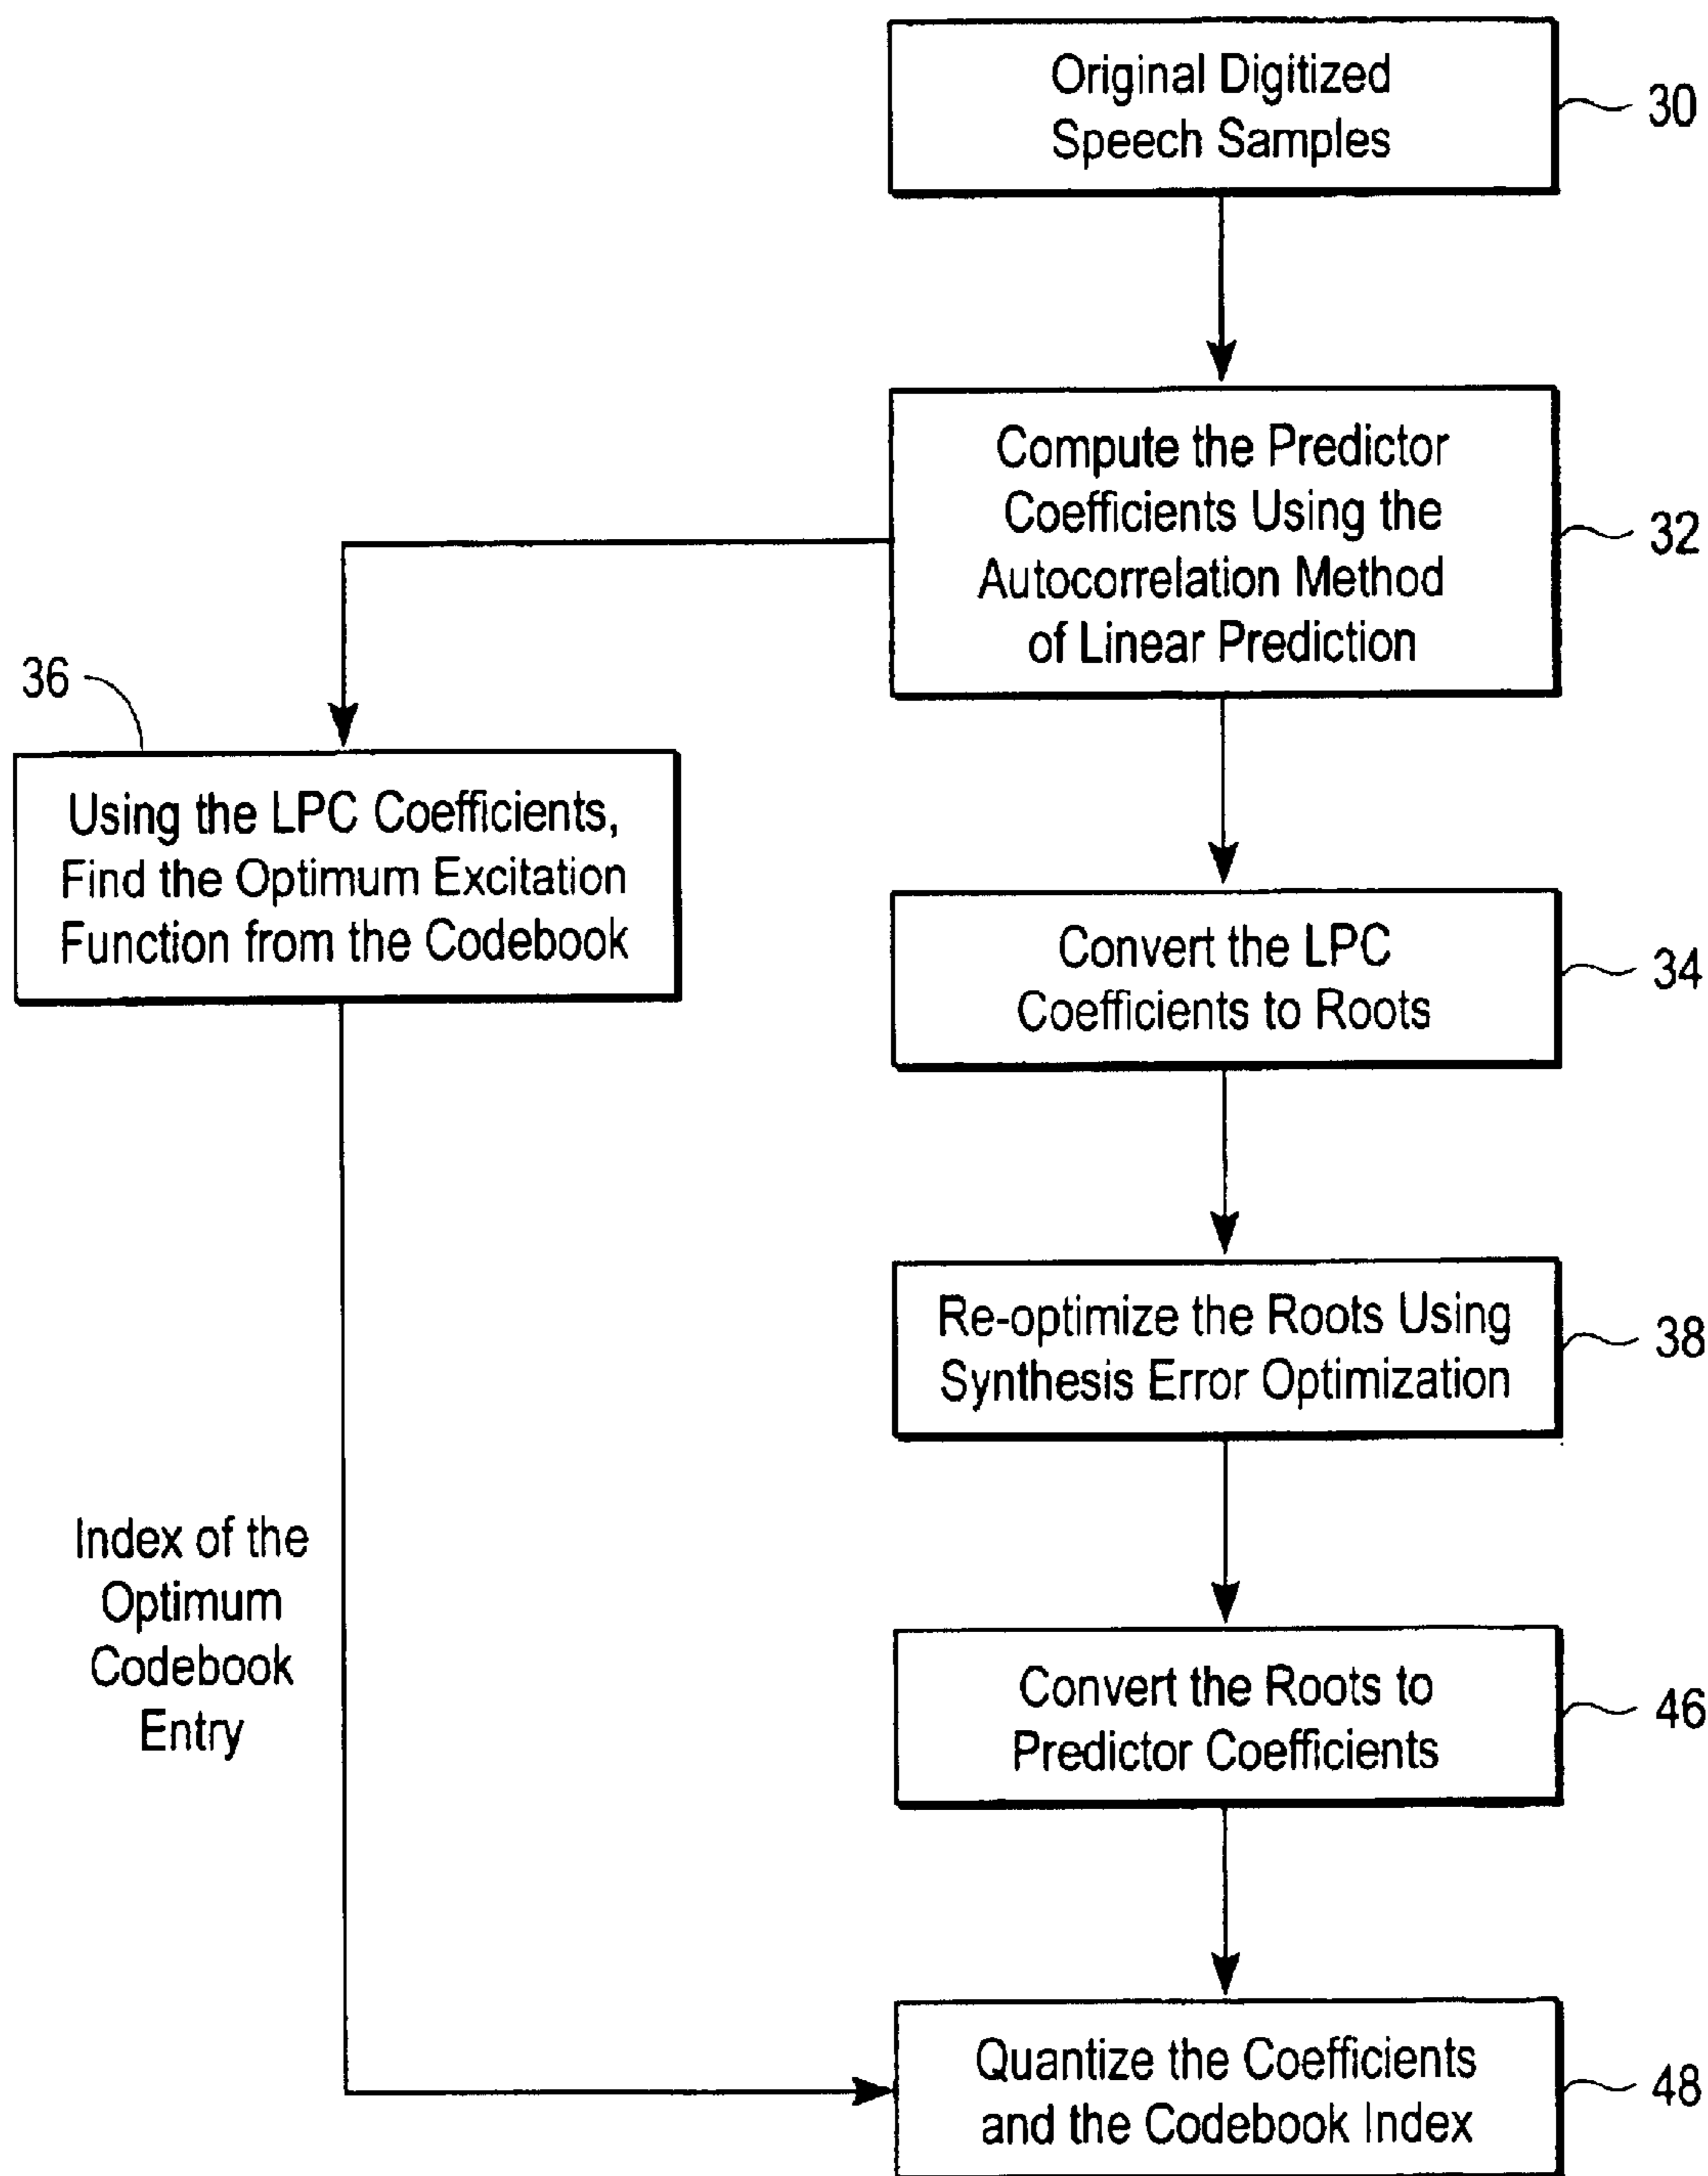 Original Digitized
Speech Samples
30
Compute the Predictor
Coefficients Using the
Autocorrelation Method
of Linear Prediction
32
36
Using the LPC Coefficients,
Find the Optimum Excitation
Function from the Codebook
Convert the LPC
Coefficients to Roots
34
Re-optimize the Roots Using
Synthesis Error Optimization
38
Index of the
Optimum
Codebook
Entry
Convert the Roots to
Predictor Coefficients
46
Quantize the Coefficients
and the Codebook Index
48